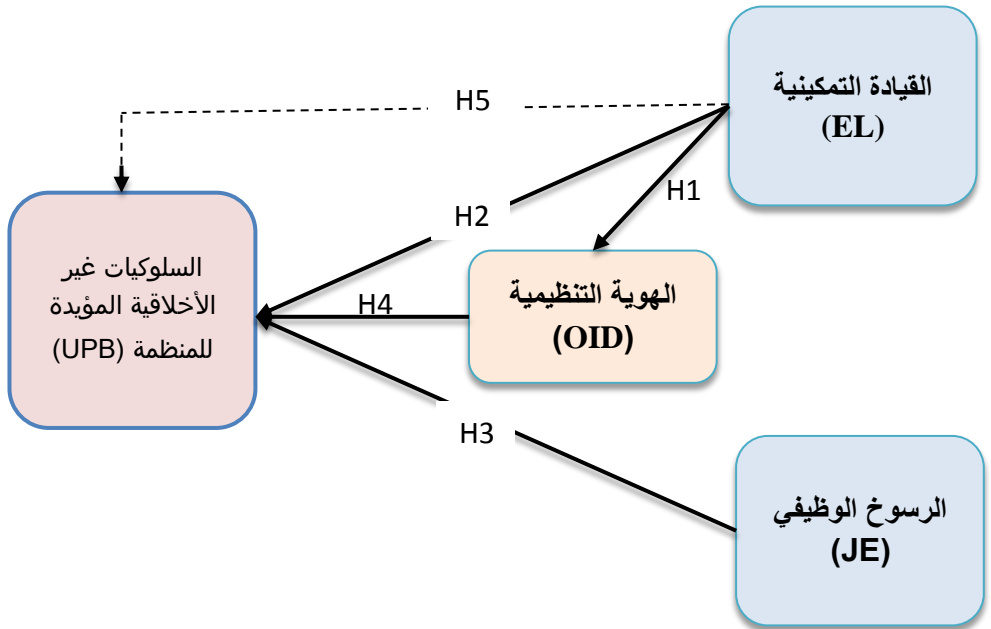 القيادة التمكينية
(EL)
H5
H1
H2
السلوكيات غير
الأخلاقية المؤيدة
للمنظمة (UPB)
الهوية التنظيمية
(OID)
H4
H3
الرسوخ الوظيفي
(JE)